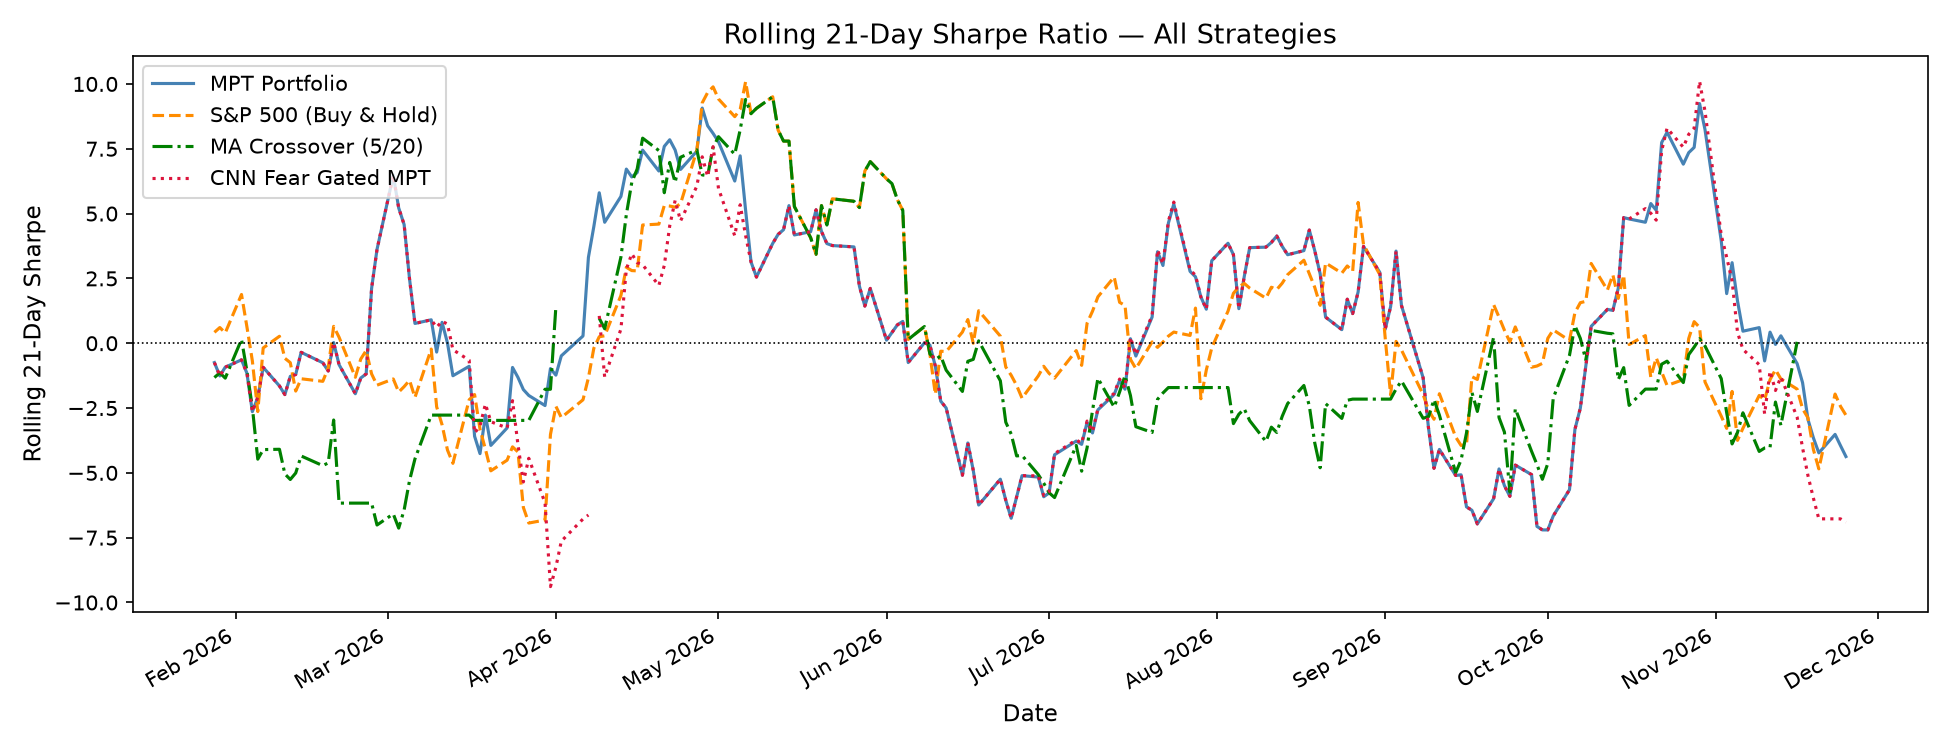 Rolling 21-Day Sharpe Ratio — All Strategies
MPT Portfolio
S&P 500 (Buy & Hold)
MA Crossover (5/20)
CNN Fear Gated MPT
Rolling 21-Day Sharpe
10.0
7.5
5.0
2.5
0.0
−2.5
−5.0
−7.5
−10.0
Feb 2026
Mar 2026
Apr 2026
May 2026
Jun 2026
Jul 2026
Aug 2026
Sep 2026
Oct 2026
Nov 2026
Dec 2026
Date